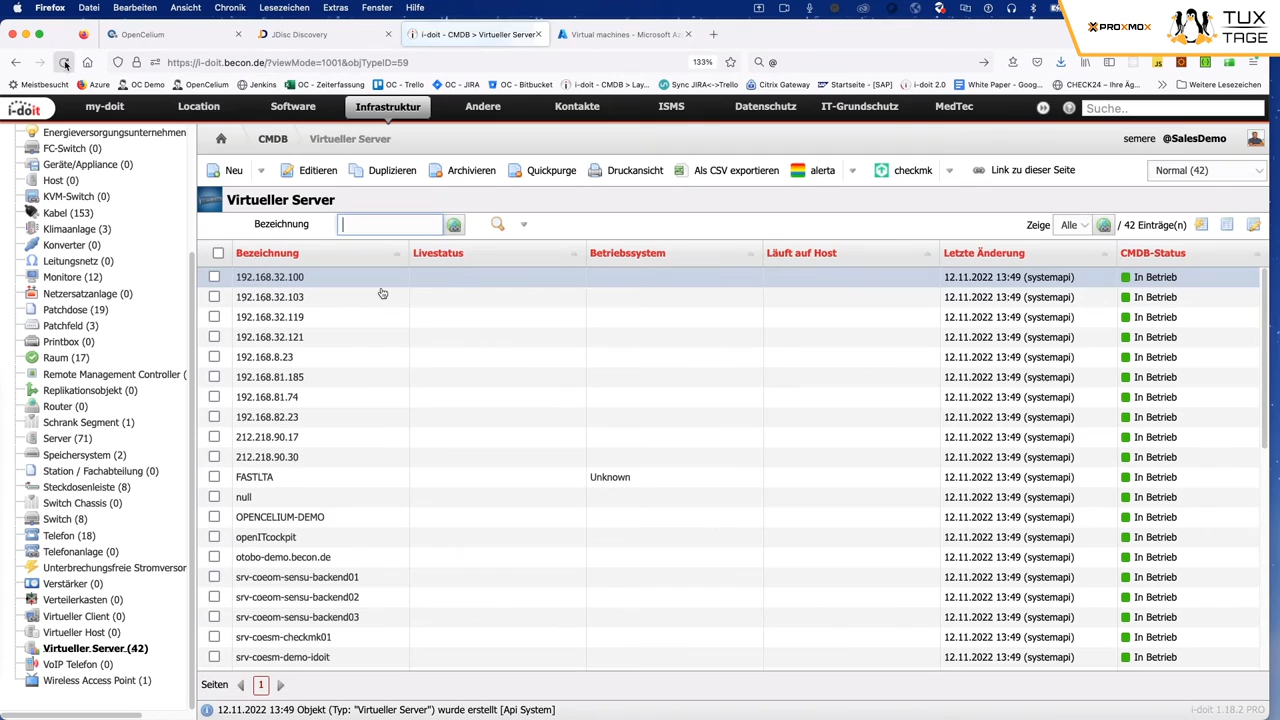 Firefox Datei Bearbeiten Ansicht Chronik Lesezeichen Extras Fenster Hilfe
PROXMOX TUX TAGE
OpenCelium × JDisc Discovery × i-doit - CMDB > Virtueller Server × Virtual machines - Microsoft Az × +
https://i-doit.becon.de/?viewMode=1001&objTypeID=59 133% @
Meistbesucht Azure OC Demo OpenCelium Jenkins OC - Zeiterfassung OC - Trello OC - JIRA OC - Bitbucket i-doit - CMDB > Lay... Sync JIRA<->Trello Citrix Gateway Startseite - [SAP] i-doit 2.0 White Paper - Goog... CHECK24 – Ihr Äg... Weitere Lesezeichen
i-doit my-doit Location Software Infrastruktur Andere Kontakte ISMS Datenschutz IT-Grundschutz MedTec Suche..
CMDB Virtueller Server semere @SalesDemo
Neu Editieren Duplizieren Archivieren Quickpurge Druckansicht Als CSV exportieren alerta checkmk Link zu dieser Seite Normal (42)
Virtueller Server
Bezeichnung Zeige Alle / 42 Einträge(n)
Bezeichnung Livestatus Betriebssystem Läuft auf Host Letzte Änderung CMDB-Status
192.168.32.100 12.11.2022 13:49 (systemapi) In Betrieb
192.168.32.103 12.11.2022 13:49 (systemapi) In Betrieb
192.168.32.119 12.11.2022 13:49 (systemapi) In Betrieb
192.168.32.121 12.11.2022 13:49 (systemapi) In Betrieb
192.168.8.23 12.11.2022 13:49 (systemapi) In Betrieb
192.168.81.185 12.11.2022 13:49 (systemapi) In Betrieb
192.168.81.74 12.11.2022 13:49 (systemapi) In Betrieb
192.168.82.23 12.11.2022 13:49 (systemapi) In Betrieb
212.218.90.17 12.11.2022 13:49 (systemapi) In Betrieb
212.218.90.30 12.11.2022 13:49 (systemapi) In Betrieb
FASTLTA Unknown 12.11.2022 13:49 (systemapi) In Betrieb
null 12.11.2022 13:49 (systemapi) In Betrieb
OPENCELIUM-DEMO 12.11.2022 13:49 (systemapi) In Betrieb
openITcockpit 12.11.2022 13:49 (systemapi) In Betrieb
otobo-demo.becon.de 12.11.2022 13:49 (systemapi) In Betrieb
srv-coeom-sensu-backend01 12.11.2022 13:49 (systemapi) In Betrieb
srv-coeom-sensu-backend02 12.11.2022 13:49 (systemapi) In Betrieb
srv-coeom-sensu-backend03 12.11.2022 13:49 (systemapi) In Betrieb
srv-coesm-checkmk01 12.11.2022 13:49 (systemapi) In Betrieb
srv-coesm-demo-idoit 12.11.2022 13:49 (systemapi) In Betrieb
Energieversorgungsunternehmen
FC-Switch (0)
Geräte/Appliance (0)
Host (0)
KVM-Switch (0)
Kabel (153)
Klimaanlage (3)
Konverter (0)
Leitungsnetz (0)
Monitore (12)
Netzersatzanlage (0)
Patchdose (19)
Patchfeld (3)
Printbox (0)
Raum (17)
Remote Management Controller (
Replikationsobjekt (0)
Router (0)
Schrank Segment (1)
Server (71)
Speichersystem (2)
Station / Fachabteilung (0)
Steckdosenleiste (8)
Switch Chassis (0)
Switch (8)
Telefon (18)
Telefonanlage (0)
Unterbrechungsfreie Stromversor
Verstärker (0)
Verteilerkasten (0)
Virtueller Client (0)
Virtueller Host (0)
Virtueller Server (42)
VoIP Telefon (0)
Wireless Access Point (1)
Seiten 1
12.11.2022 13:49 Objekt (Typ: "Virtueller Server") wurde erstellt [Api System] i-doit 1.18.2 PRO